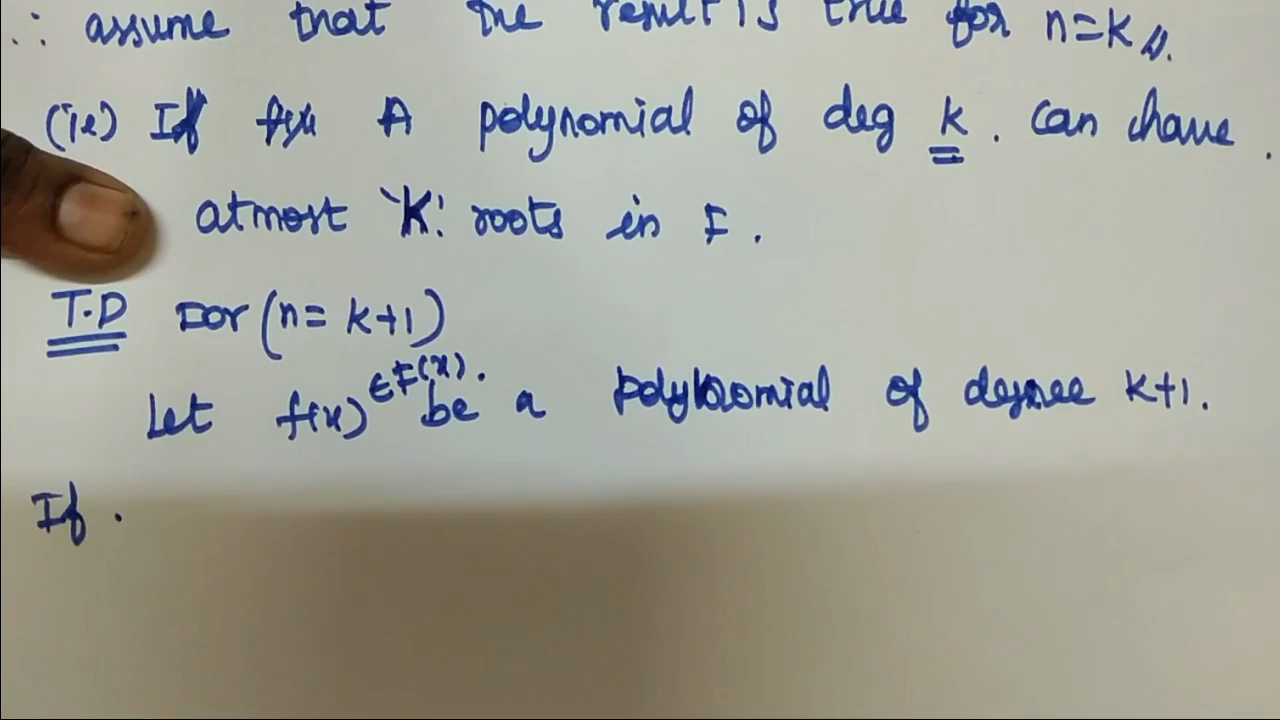 ∴ assume that the result is true for n=k //.
(ie) If f(x) A polynomial of deg k . can have .
atmost 'K' roots in F .
T.P For (n= k+1)
Let f(x) ∈F(x). be a polynomial of degree k+1.
If .